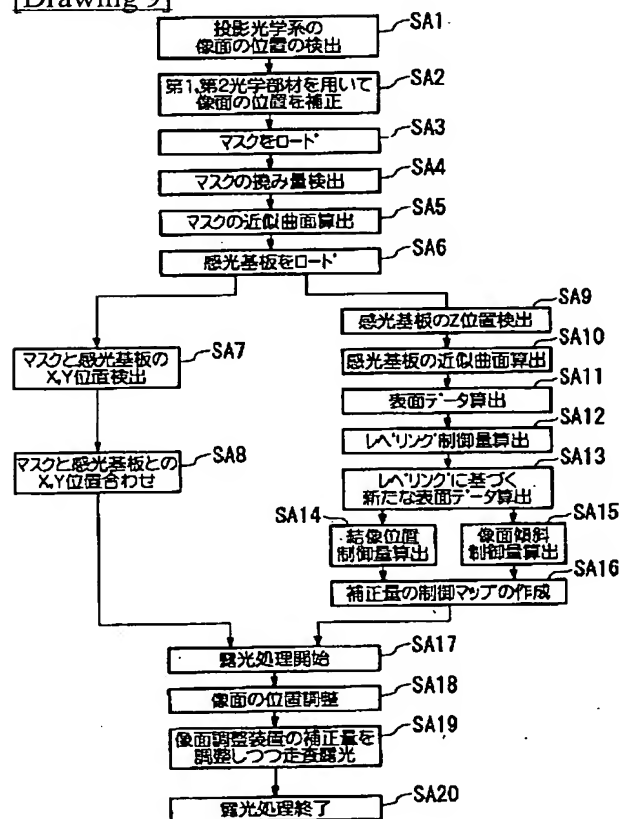 [Drawing 9]
投影光学系の
像面の位置の検出
SA1
第1,第2光学部材を用いて
像面の位置を補正
SA2
マスクをロード
SA3
マスクの撓み量検出
SA4
マスクの近似曲面算出
SA5
感光基板をロード
SA6
マスクと感光基板の
X,Y位置検出
SA7
マスクと感光基板との
X,Y位置合わせ
SA8
感光基板のZ位置検出
SA9
感光基板の近似曲面算出
SA10
表面データ算出
SA11
レベリング制御量算出
SA12
レベリングに基づく
新たな表面データ算出
SA13
結像位置
制御量算出
SA14
像面傾斜
制御量算出
SA15
補正量の制御マップの作成
SA16
露光処理開始
SA17
像面の位置調整
SA18
像面調整装置の補正量を
調整しつつ走査露光
SA19
露光処理終了
SA20